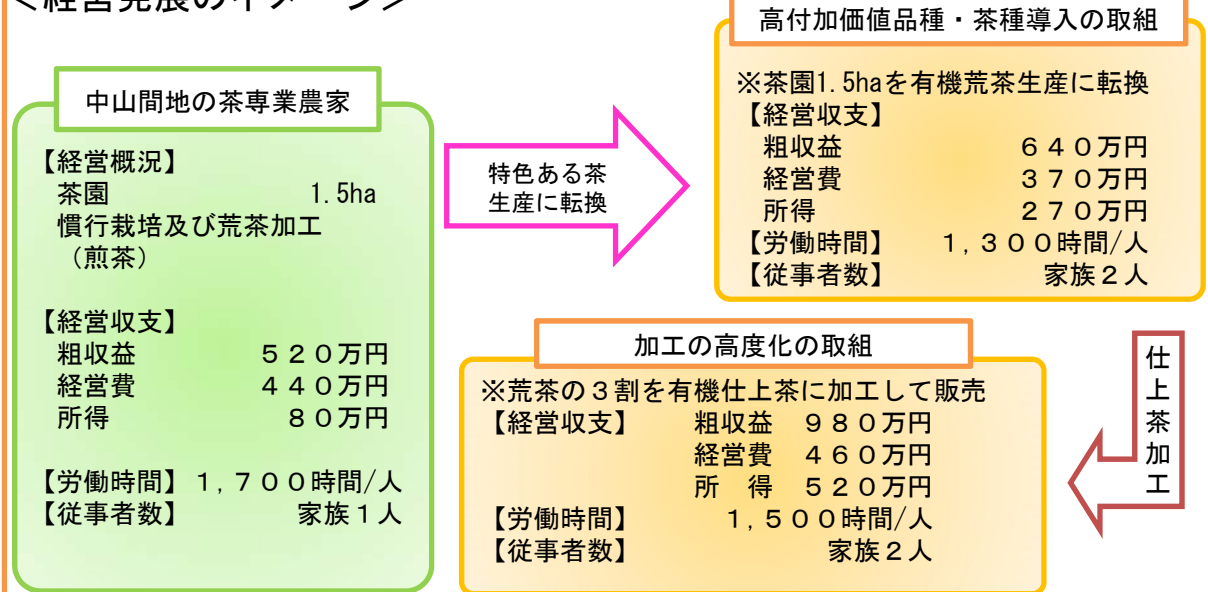 <経営発展のイメージ>
中山間地の茶専業農家
【経営概況】
茶園 1.5ha
慣行栽培及び荒茶加工
（煎茶）
【経営収支】
粗収益 ５２０万円
経営費 ４４０万円
所得 ８０万円
【労働時間】１,７００時間/人
【従事者数】 家族１人
特色ある茶
生産に転換
高付加価値品種・茶種導入の取組
※茶園1.5haを有機荒茶生産に転換
【経営収支】
粗収益 ６４０万円
経営費 ３７０万円
所得 ２７０万円
【労働時間】 １,３００時間/人
【従事者数】 家族２人
仕上茶加工
加工の高度化の取組
※荒茶の３割を有機仕上茶に加工して販売
【経営収支】 粗収益 ９８０万円
経営費 ４６０万円
所 得 ５２０万円
【労働時間】 １,５００時間/人
【従事者数】 家族２人